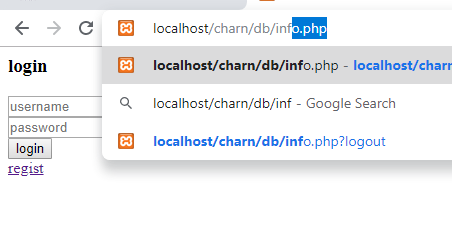 localhost/charn/db/info.php
login
localhost/charn/db/info.php - localhost/charn
username
localhost/charn/db/inf - Google Search
password
login
localhost/charn/db/info.php?logout
regist